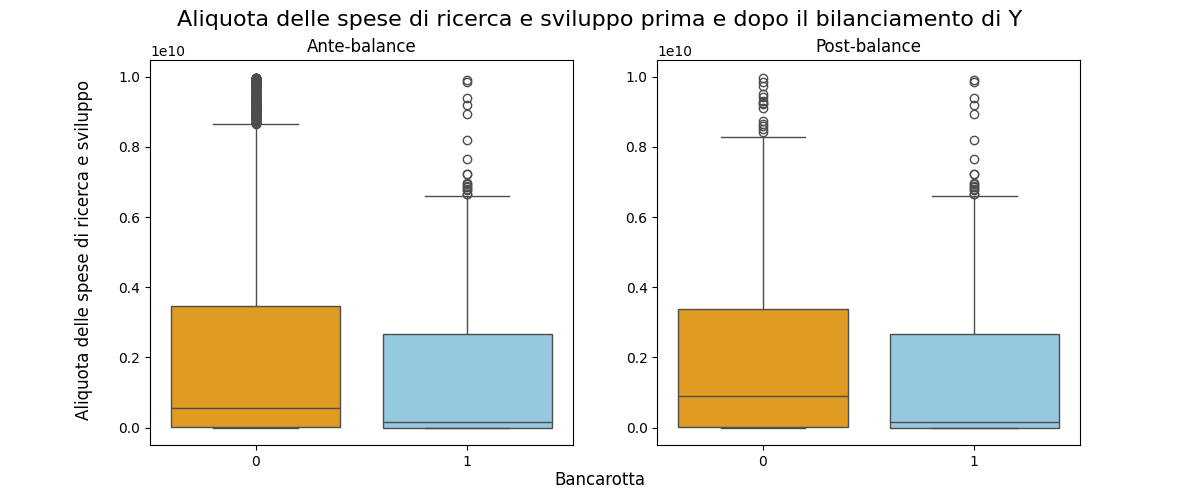 Aliquota delle spese di ricerca e sviluppo prima e dopo il bilanciamento di Y
Ante-balance
1e10
Aliquota delle spese di ricerca e sviluppo
1.0
0.8
0.6
0.4
0.2
0.0
0
1
Post-balance
1e10
1.0
0.8
0.6
0.4
0.2
0.0
0
1
Bancarotta